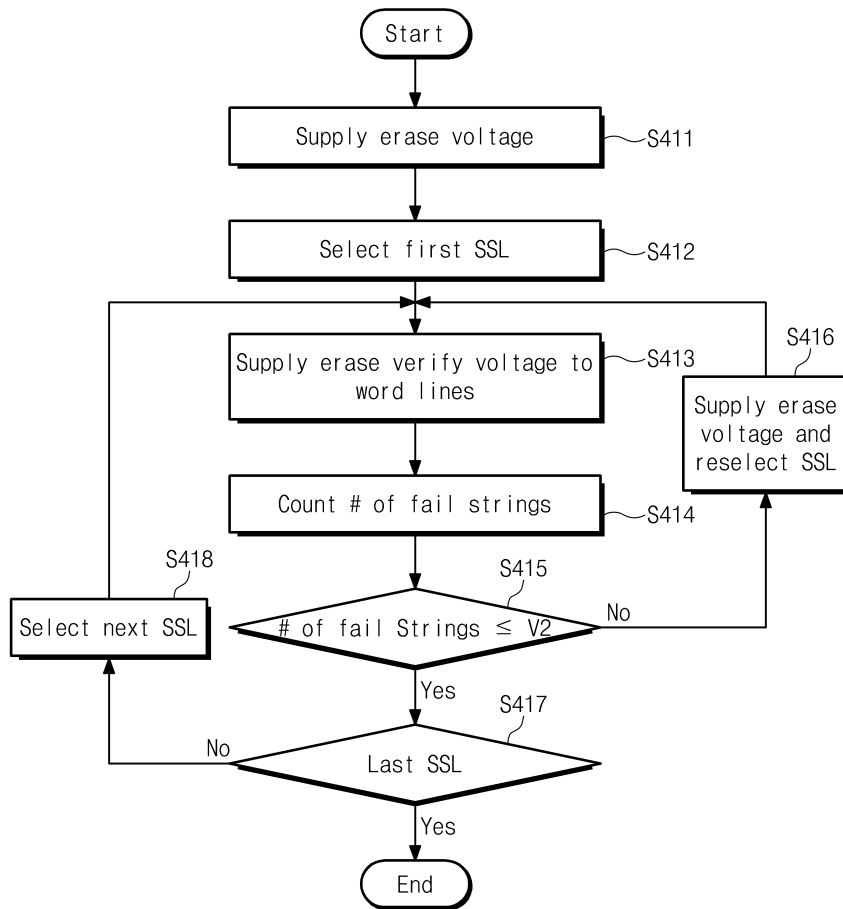 Start
Supply erase voltage
S411
Select first SSL
S412
Supply erase verify voltage to
word lines
S413
S416
Supply erase
voltage and
reselect SSL
Count # of fail strings
S414
S418
Select next SSL
S415
# of fail Strings ≤ V2
No
Yes
S417
No
Last SSL
Yes
End